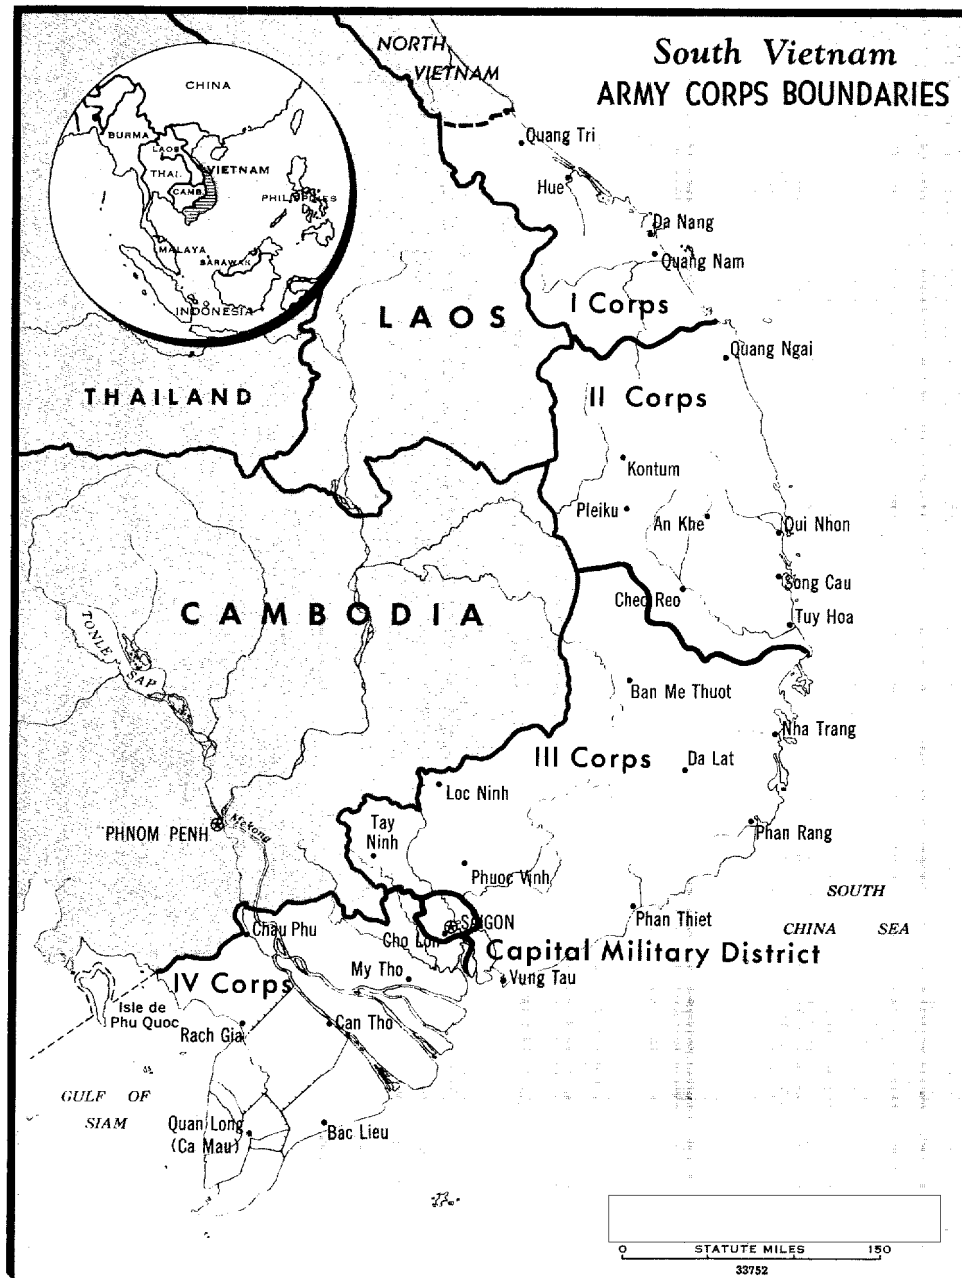 South Vietnam
ARMY CORPS BOUNDARIES
NORTH
VIETNAM
CHINA
BURMA
LAOS
THAI.
VIETNAM
CAMB.
PHILIPPINES
MALAYA
SARAWAK
INDONESIA
Quang Tri
Hue
Da Nang
Quang Nam
I Corps
LAOS
Quang Ngai
THAILAND
II Corps
Kontum
Pleiku
An Khe
Qui Nhon
Song Cau
Cheo Reo
Tuy Hoa
CAMBODIA
TONLE
SAP
Ban Me Thuot
Nha Trang
III Corps
Da Lat
Loc Ninh
PHNOM PENH
Mekong
Tay
Ninh
Phan Rang
Phuoc Vinh
SOUTH
CHINA SEA
Phan Thiet
SAIGON
Chau Phu
Cho Lon
Capital Military District
My Tho
Vung Tau
IV Corps
Isle de
Phu Quoc
Rach Gia
Can Tho
GULF OF
SIAM
Quan Long
(Ca Mau)
Bac Lieu
0 STATUTE MILES 150
33752